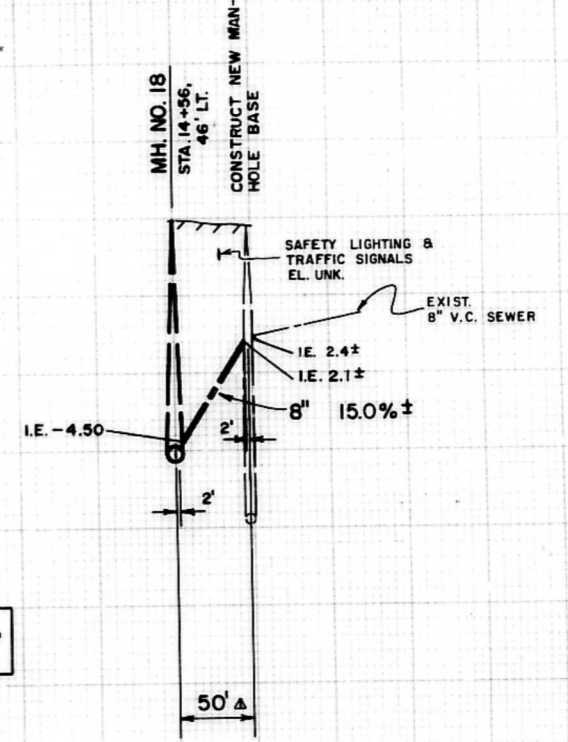 MH. NO. 18
STA. 14+56,
46' LT.
CONSTRUCT NEW MAN-
HOLE BASE
SAFETY LIGHTING &
TRAFFIC SIGNALS
EL. UNK.
EXIST.
8" V.C. SEWER
I.E. 2.4±
I.E. 2.1±
8" 15.0%±
I.E. -4.50
2'
2'
50' Δ